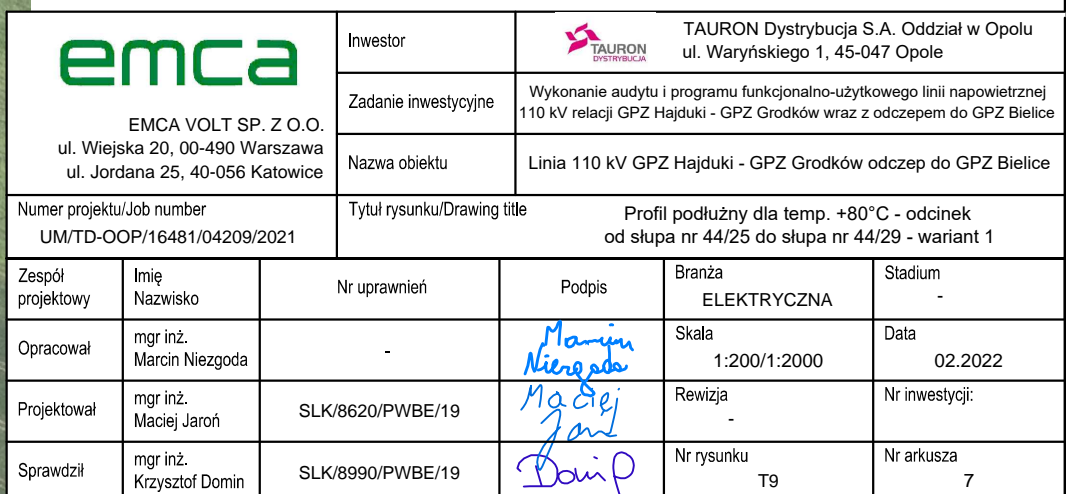 emca
EMCA VOLT SP. Z O.O.
ul. Wiejska 20, 00-490 Warszawa
ul. Jordana 25, 40-056 Katowice
Inwestor
TAURON
DYSTRYBUCJA
TAURON Dystrybucja S.A. Oddział w Opolu
ul. Waryńskiego 1, 45-047 Opole
Zadanie inwestycyjne
Wykonanie audytu i programu funkcjonalno-użytkowego linii napowietrznej
110 kV relacji GPZ Hajduki - GPZ Grodków wraz z odczepem do GPZ Bielice
Nazwa obiektu
Linia 110 kV GPZ Hajduki - GPZ Grodków odczep do GPZ Bielice
Numer projektu/Job number
UM/TD-OOP/16481/04209/2021
Tytuł rysunku/Drawing title
Profil podłużny dla temp. +80°C - odcinek
od słupa nr 44/25 do słupa nr 44/29 - wariant 1
Zespół
projektowy
Imię
Nazwisko
Nr uprawnień
Podpis
Branża
ELEKTRYCZNA
Stadium
-
Opracował
mgr inż.
Marcin Niezgoda
-
Marcin
Niezgoda
Skala
1:200/1:2000
Data
02.2022
Projektował
mgr inż.
Maciej Jaroń
SLK/8620/PWBE/19
Maciej
Jaroń
Rewizja
-
Nr inwestycji:
Sprawdził
mgr inż.
Krzysztof Domin
SLK/8990/PWBE/19
Domin
Nr rysunku
T9
Nr arkusza
7